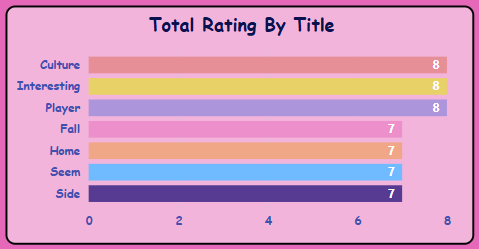 Total Rating By Title
Culture 8
Interesting 8
Player 8
Fall 7
Home 7
Seem 7
Side 7
0 2 4 6 8